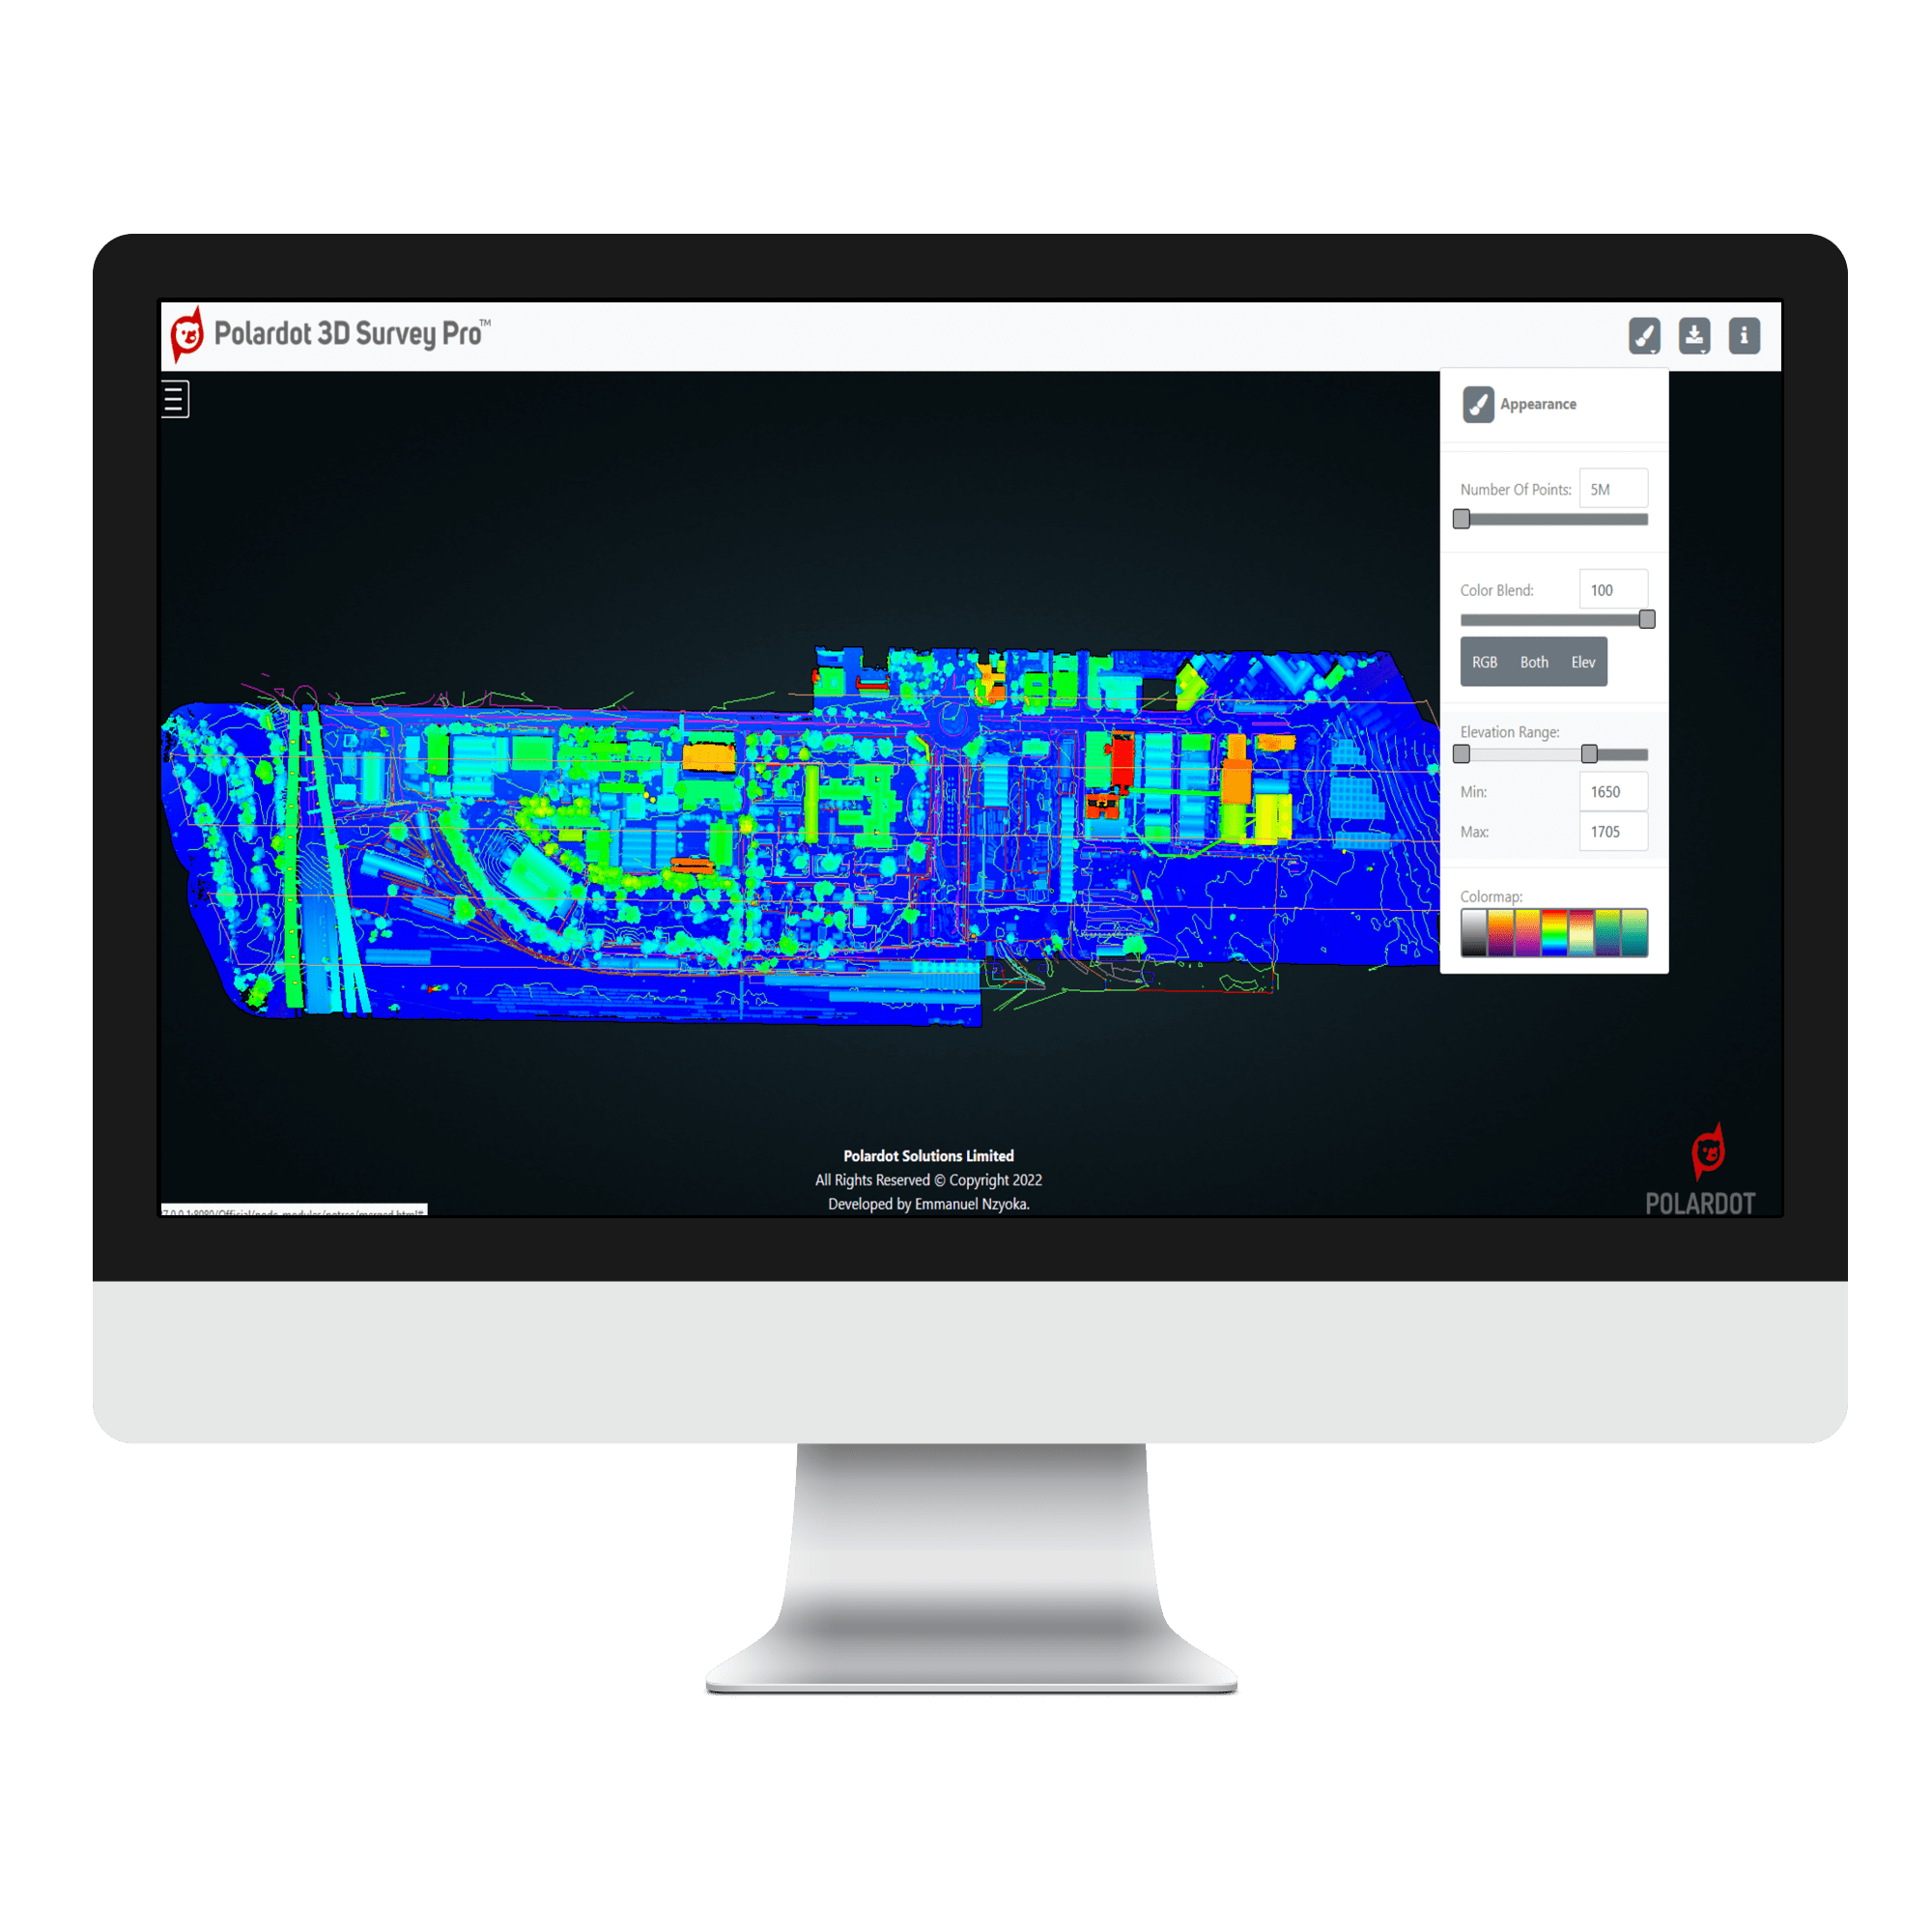 Polardot 3D Survey Pro™
Appearance
Number Of Points: 5M
Color Blend: 100
RGB Both Elev
Elevation Range:
Min: 1650
Max: 1705
Colormap:
Polardot Solutions Limited
All Rights Reserved © Copyright 2022
Developed by Emmanuel Nzyoka.
POLARDOT